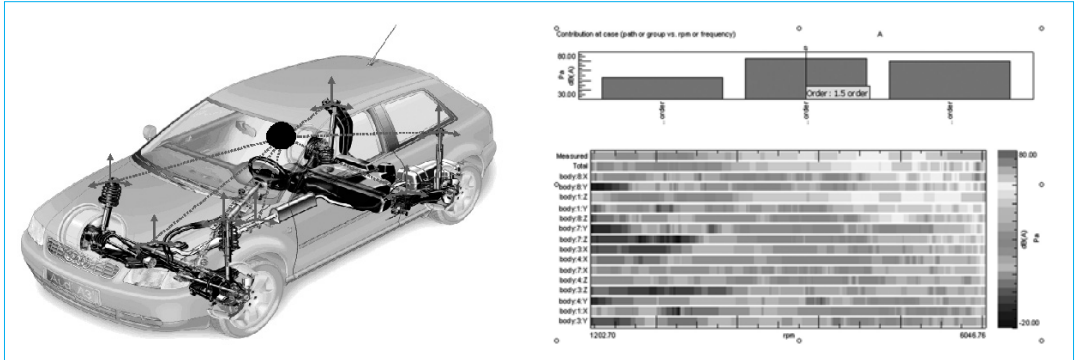 Contribution at case (path or group vs. rpm or frequency)
A
S
80.00
Pa
dB(A)
30.00
Order : 1.5 order
order
order
order
Measured
Total
body:8:X
body:8:Y
body:1:Z
body:1:Y
body:8:Z
body:7:Y
body:7:Z
body:3:X
body:4:X
body:7:X
body:4:Z
body:3:Z
body:4:Y
body:1:X
body:3:Y
1202.70
rpm
6046.76
80.00
dB(A)
Pa
-20.00